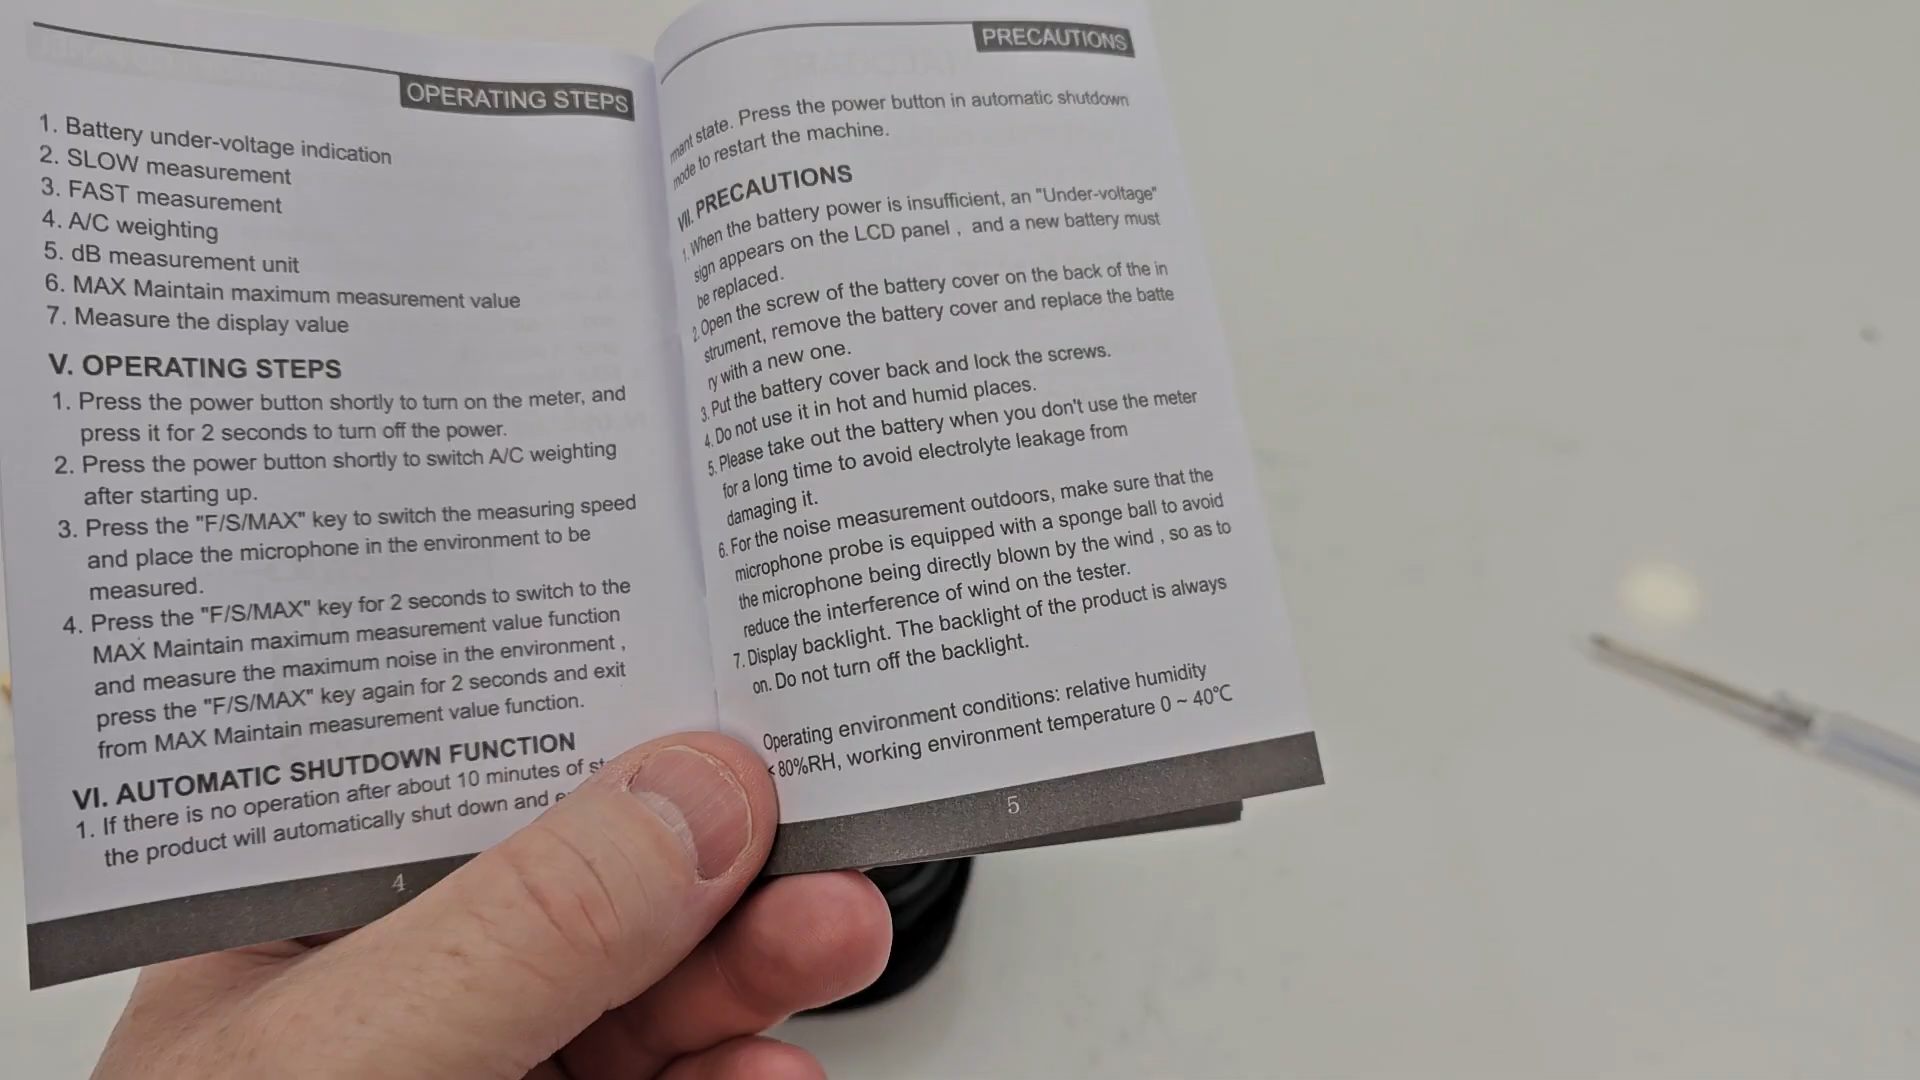 OPERATING STEPS
1. Battery under-voltage indication
2. SLOW measurement
3. FAST measurement
4. A/C weighting
5. dB measurement unit
6. MAX Maintain maximum measurement value
7. Measure the display value
V. OPERATING STEPS
1. Press the power button shortly to turn on the meter, and
press it for 2 seconds to turn off the power.
2. Press the power button shortly to switch A/C weighting
after starting up.
3. Press the "F/S/MAX" key to switch the measuring speed
and place the microphone in the environment to be
measured.
4. Press the "F/S/MAX" key for 2 seconds to switch to the
MAX Maintain maximum measurement value function
and measure the maximum noise in the environment ,
press the "F/S/MAX" key again for 2 seconds and exit
from MAX Maintain measurement value function.
VI. AUTOMATIC SHUTDOWN FUNCTION
1. If there is no operation after about 10 minutes of
the product will automatically shut down and
4
PRECAUTIONS
rmant state. Press the power button in automatic shutdown
mode to restart the machine.
VII. PRECAUTIONS
1. When the battery power is insufficient, an "Under-voltage"
sign appears on the LCD panel , and a new battery must
be replaced.
2. Open the screw of the battery cover on the back of the in
strument, remove the battery cover and replace the batte
ry with a new one.
3. Put the battery cover back and lock the screws.
4. Do not use it in hot and humid places.
5. Please take out the battery when you don't use the meter
for a long time to avoid electrolyte leakage from
damaging it.
6. For the noise measurement outdoors, make sure that the
microphone probe is equipped with a sponge ball to avoid
the microphone being directly blown by the wind , so as to
reduce the interference of wind on the tester.
7. Display backlight. The backlight of the product is always
on. Do not turn off the backlight.
Operating environment conditions: relative humidity
<80%RH, working environment temperature 0 ~ 40℃
5